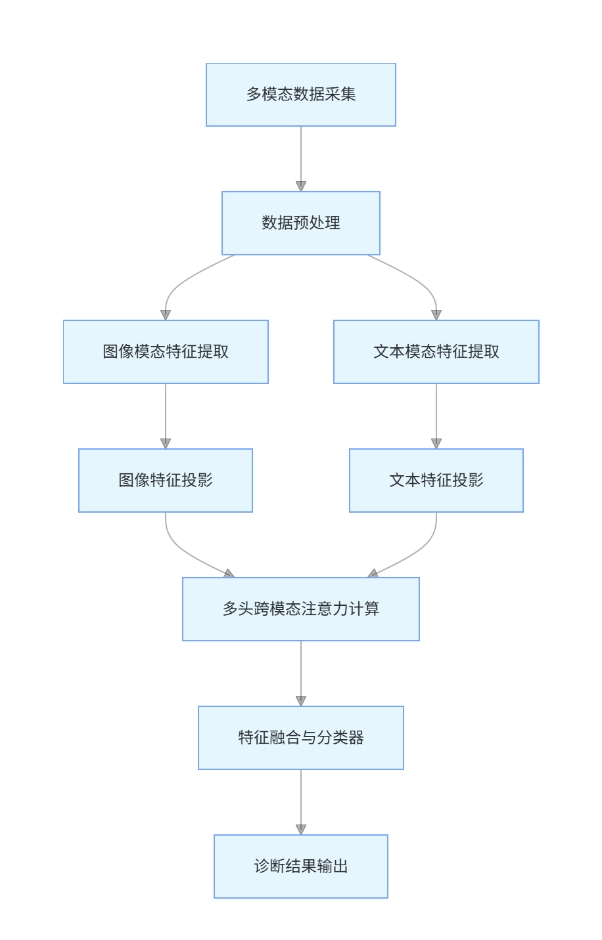 多模态数据采集
数据预处理
图像模态特征提取
文本模态特征提取
图像特征投影
文本特征投影
多头跨模态注意力计算
特征融合与分类器
诊断结果输出